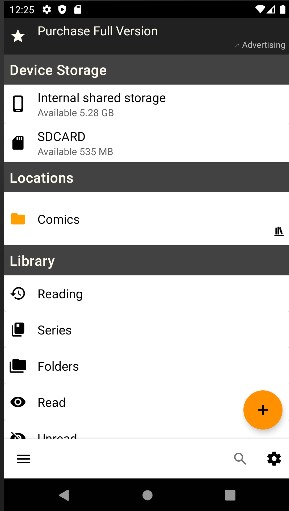 12:25
Purchase Full Version
Advertising
Device Storage
Internal shared storage
Available 5.28 GB
SDCARD
Available 535 MB
Locations
Comics
Library
Reading
Series
Folders
Read
Unread